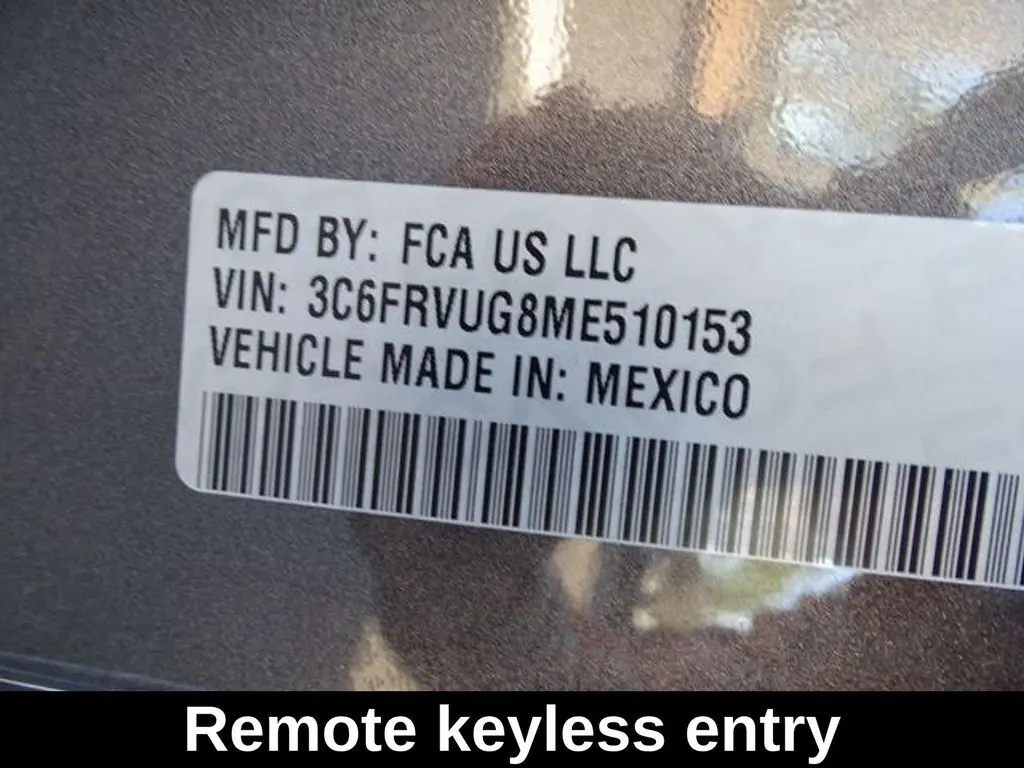 MFD BY: FCA US LLC
VIN: 3C6FRVUG8ME510153
VEHICLE MADE IN: MEXICO
Remote keyless entry